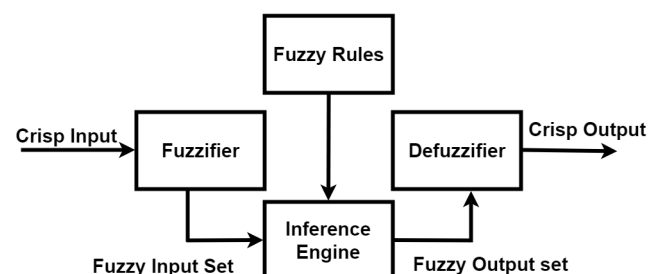 Fuzzy Rules
Crisp Input
Fuzzifier
Defuzzifier
Crisp Output
Inference
Engine
Fuzzy Input Set
Fuzzy Output set